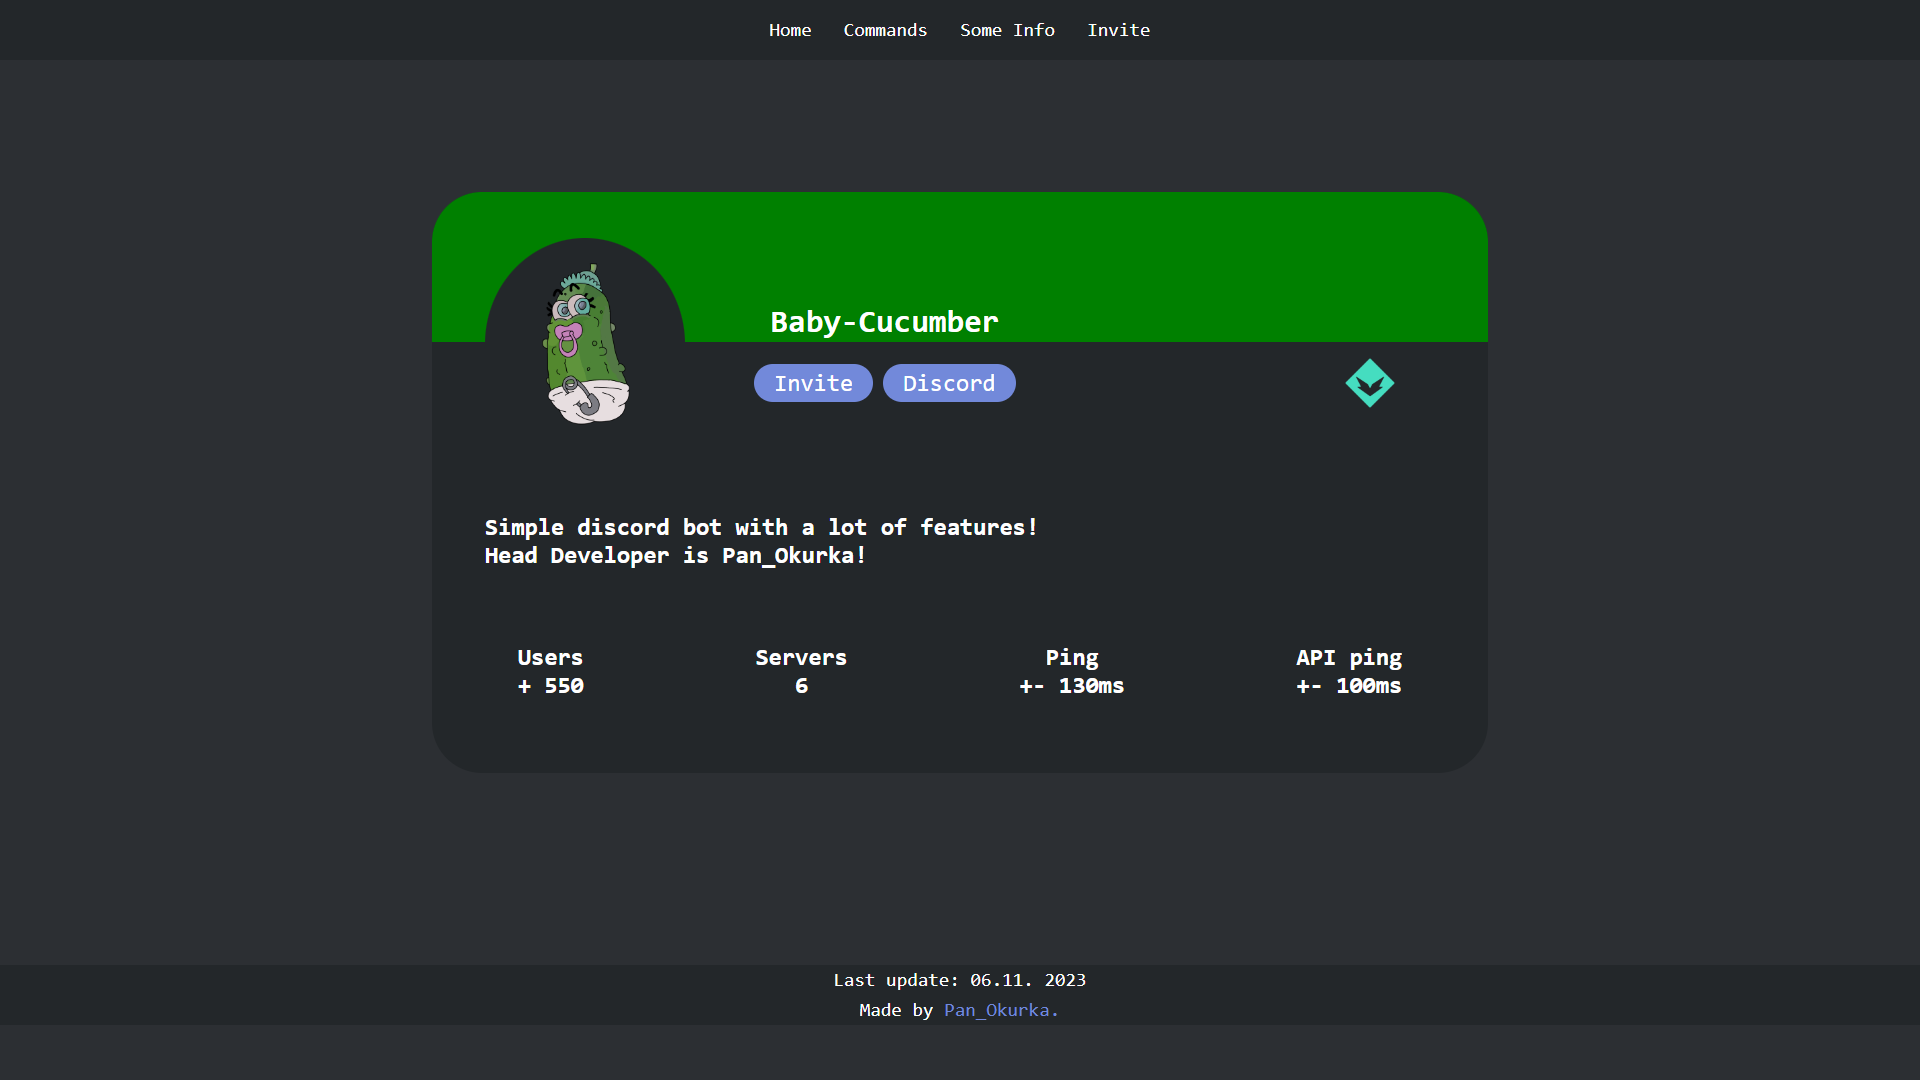 Home Commands Some Info Invite
Baby-Cucumber
Invite Discord
Simple discord bot with a lot of features!
Head Developer is Pan_Okurka!
Users Servers Ping API ping
+ 550 6 +- 130ms +- 100ms
Last update: 06.11. 2023
Made by Pan_Okurka.